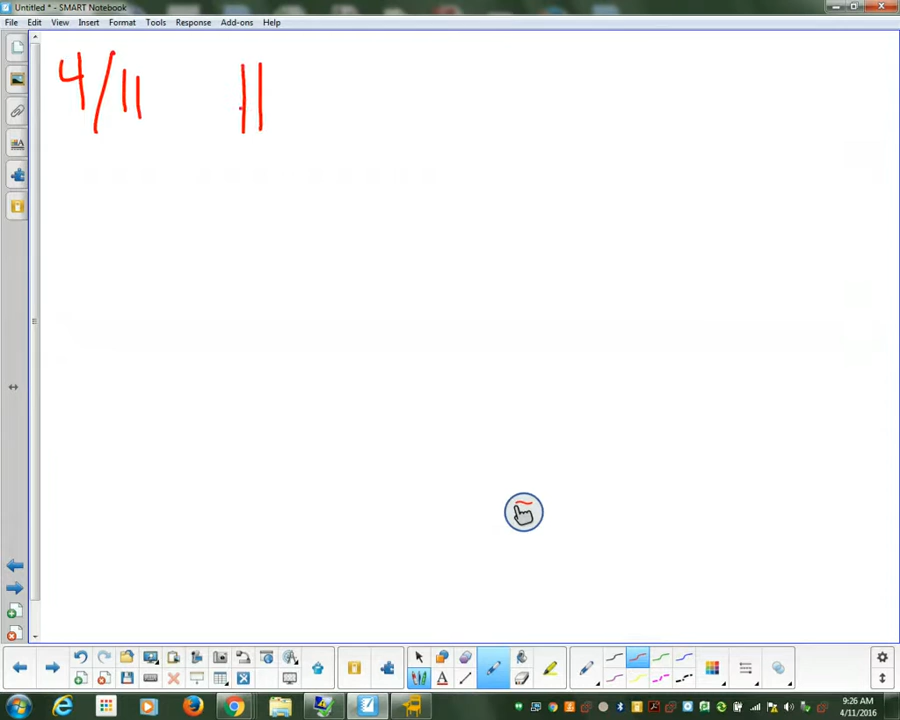 Untitled * - SMART Notebook
File Edit View Insert Format Tools Response Add-ons Help
4/11 11
9:26 AM
4/11/2016